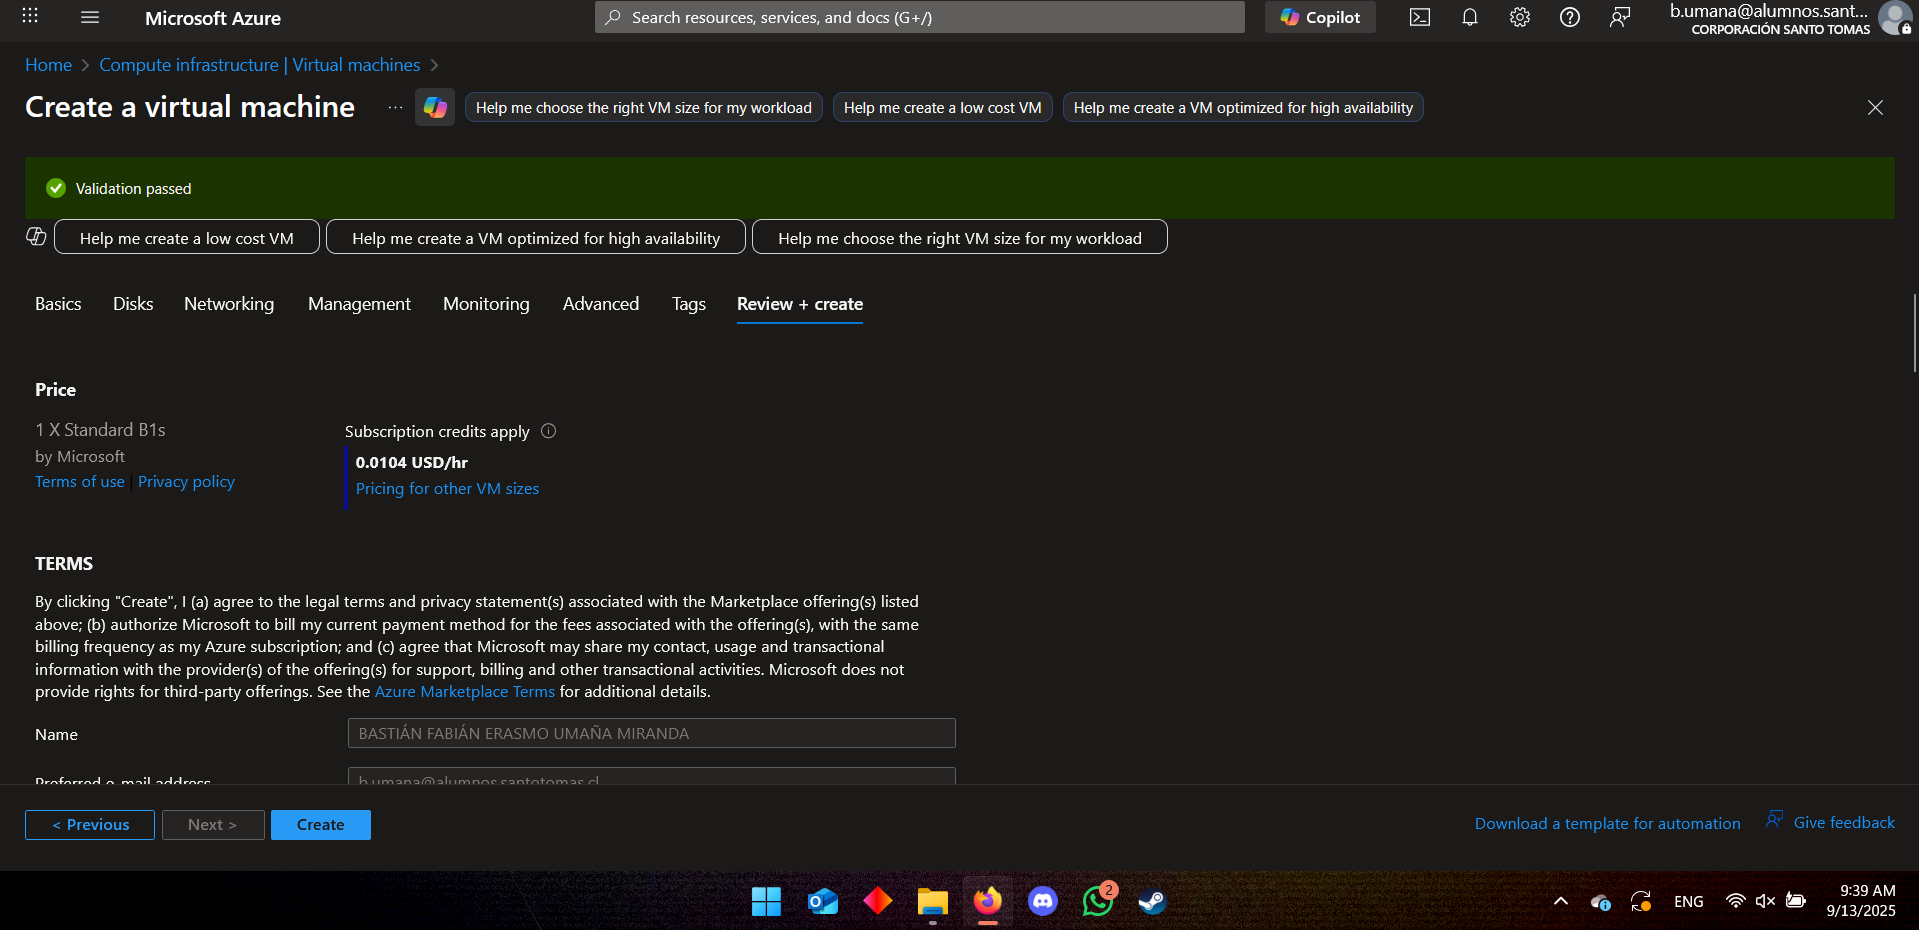 Microsoft Azure
Search resources, services, and docs (G+/)
Copilot
b.umana@alumnos.sant...
CORPORACIÓN SANTO TOMAS
Home > Compute infrastructure | Virtual machines >
Create a virtual machine ...
Help me choose the right VM size for my workload
Help me create a low cost VM
Help me create a VM optimized for high availability
Validation passed
Help me create a low cost VM
Help me create a VM optimized for high availability
Help me choose the right VM size for my workload
Basics
Disks
Networking
Management
Monitoring
Advanced
Tags
Review + create
Price
1 X Standard B1s
by Microsoft
Terms of use | Privacy policy
Subscription credits apply
0.0104 USD/hr
Pricing for other VM sizes
TERMS
By clicking "Create", I (a) agree to the legal terms and privacy statement(s) associated with the Marketplace offering(s) listed
above; (b) authorize Microsoft to bill my current payment method for the fees associated with the offering(s), with the same
billing frequency as my Azure subscription; and (c) agree that Microsoft may share my contact, usage and transactional
information with the provider(s) of the offering(s) for support, billing and other transactional activities. Microsoft does not
provide rights for third-party offerings. See the Azure Marketplace Terms for additional details.
Name
BASTIÁN FABIÁN ERASMO UMAÑA MIRANDA
Preferred e-mail address
b.umana@alumnos.santotomas.cl
< Previous
Next >
Create
Download a template for automation
Give feedback
2
ENG
9:39 AM
9/13/2025